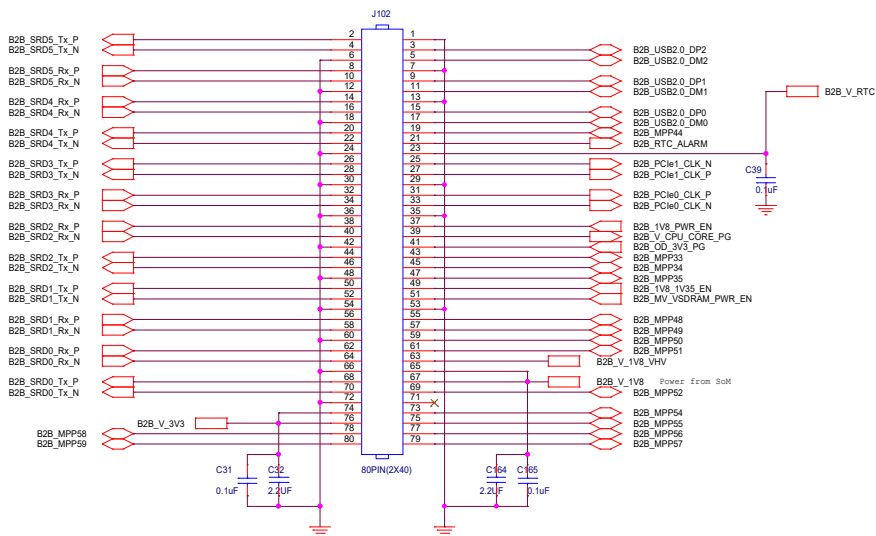 J102
B2B_SRD5_Tx_P 2 1
B2B_SRD5_Tx_N 4 3 B2B_USB2.0_DP2
6 5 B2B_USB2.0_DM2
B2B_SRD5_Rx_P 8 7
B2B_SRD5_Rx_N 10 9 B2B_USB2.0_DP1
12 11 B2B_USB2.0_DM1 B2B_V_RTC
B2B_SRD4_Rx_P 14 13
B2B_SRD4_Rx_N 16 15 B2B_USB2.0_DP0
18 17 B2B_USB2.0_DM0
B2B_SRD4_Tx_P 20 19 B2B_MPP44
B2B_SRD4_Tx_N 22 21 B2B_RTC_ALARM
24 23
B2B_SRD3_Tx_P 26 25 B2B_PCIe1_CLK_N
B2B_SRD3_Tx_N 28 27 B2B_PCIe1_CLK_P C39
30 29 0.1uF
B2B_SRD3_Rx_P 32 31 B2B_PCIe0_CLK_P
B2B_SRD3_Rx_N 34 33 B2B_PCIe0_CLK_N
36 35
B2B_SRD2_Rx_P 38 37 B2B_1V8_PWR_EN
B2B_SRD2_Rx_N 40 39 B2B_V_CPU_CORE_PG
42 41 B2B_OD_3V3_PG
B2B_SRD2_Tx_P 44 43 B2B_MPP33
B2B_SRD2_Tx_N 46 45 B2B_MPP34
48 47 B2B_MPP35
B2B_SRD1_Tx_P 50 49 B2B_1V8_1V35_EN
B2B_SRD1_Tx_N 52 51 B2B_MV_VSDRAM_PWR_EN
54 53
B2B_SRD1_Rx_P 56 55 B2B_MPP48
B2B_SRD1_Rx_N 58 57 B2B_MPP49
60 59 B2B_MPP50
B2B_SRD0_Rx_P 62 61 B2B_MPP51
B2B_SRD0_Rx_N 64 63 B2B_V_1V8_VHV
66 65
B2B_SRD0_Tx_P 68 67 B2B_V_1V8 Power from SoM
B2B_SRD0_Tx_N 70 69 B2B_MPP52
72 71
74 73 B2B_MPP54
B2B_V_3V3 76 75 B2B_MPP55
B2B_MPP58 78 77 B2B_MPP56
B2B_MPP59 80 79 B2B_MPP57
C31 C32 80PIN(2X40) C164 C165
0.1uF 2.2UF 2.2UF 0.1uF